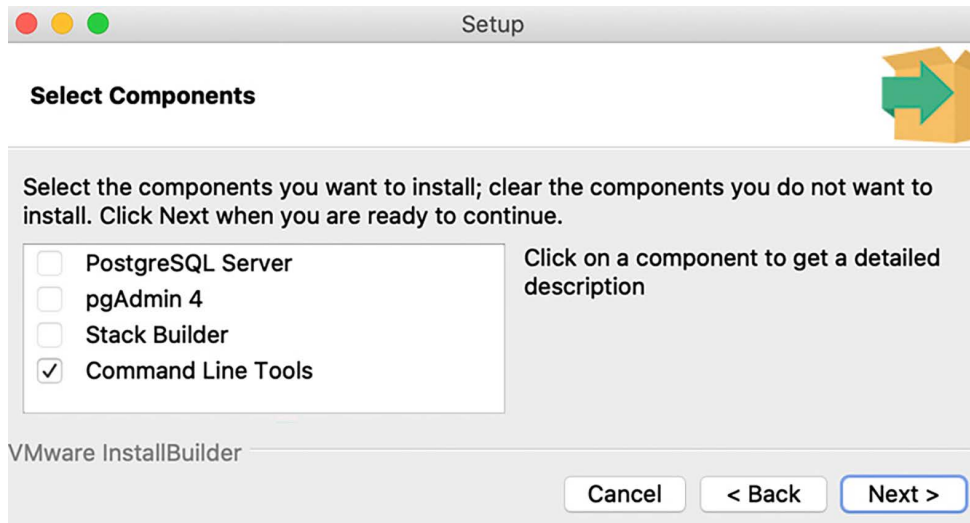 Setup
Select Components
Select the components you want to install; clear the components you do not want to
install. Click Next when you are ready to continue.
PostgreSQL Server
pgAdmin 4
Stack Builder
Command Line Tools
Click on a component to get a detailed
description
VMware InstallBuilder
Cancel
< Back
Next >